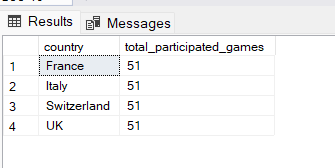 Results Messages
country total_participated_games
1 France 51
2 Italy 51
3 Switzerland 51
4 UK 51